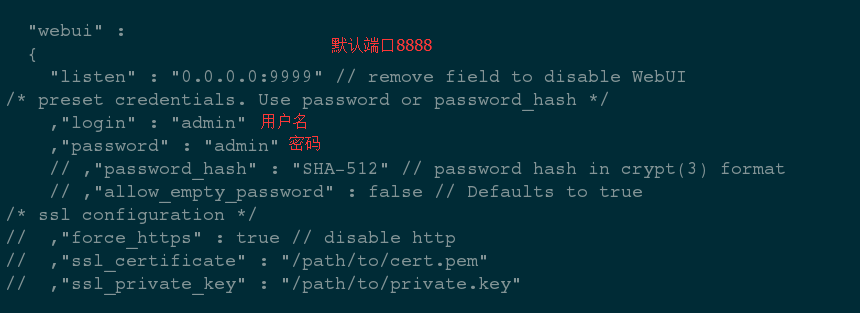 "webui" :
默认端口8888
{
"listen" : "0.0.0.0:9999" // remove field to disable WebUI
/* preset credentials. Use password or password_hash */
,"login" : "admin" 用户名
,"password" : "admin" 密码
// ,"password_hash" : "SHA-512" // password hash in crypt(3) format
// ,"allow_empty_password" : false // Defaults to true
/* ssl configuration */
// ,"force_https" : true // disable http
// ,"ssl_certificate" : "/path/to/cert.pem"
// ,"ssl_private_key" : "/path/to/private.key"